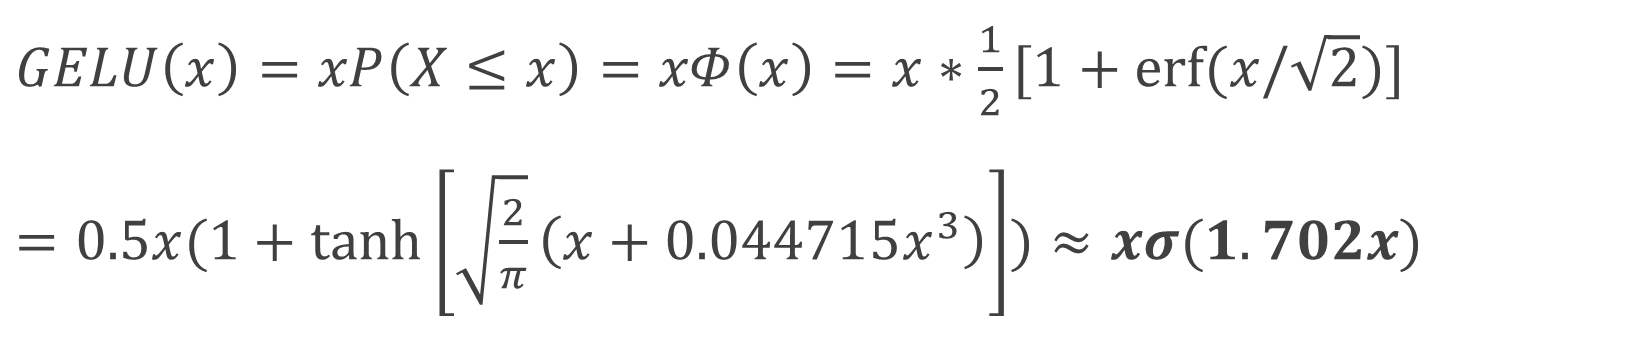 GELU(x) = xP(X ≤ x) = xΦ(x) = x * 1/2 [1 + erf(x/√2)]
= 0.5x(1 + tanh[√(2/π) (x + 0.044715x³)]) ≈ xσ(1.702x)